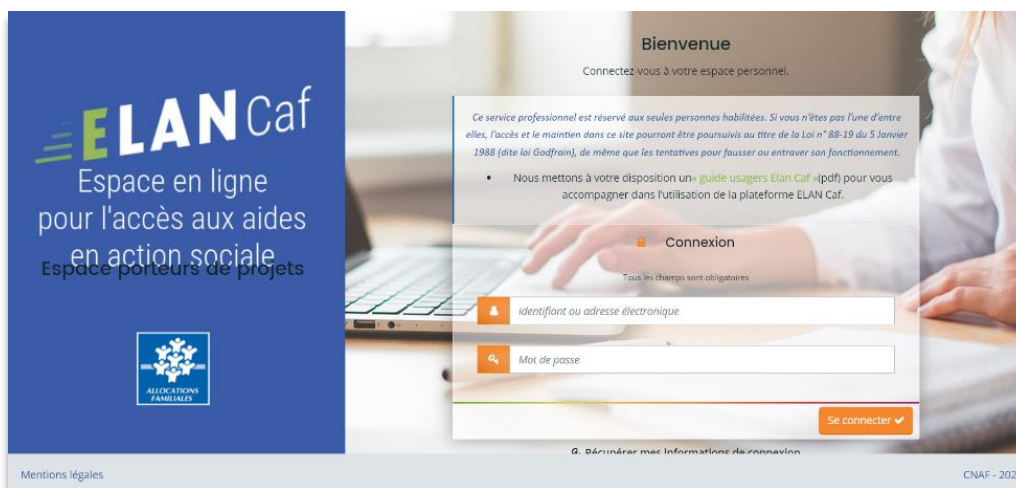 ELAN Caf
Espace en ligne
pour l'accès aux aides
en action sociale
Espace porteurs de projets
ALLOCATIONS
FAMILIALES
Bienvenue
Connectez-vous à votre espace personnel.
Ce service professionnel est réservé aux seules personnes habilitées. Si vous n'êtes pas l'une d'entre
elles, l'accès et le maintien dans ce site pourront être poursuivis au titre de la Loi n° 88-19 du 5 Janvier
1988 (dite loi Godfrain), de même que les tentatives pour fausser ou entraver son fonctionnement.
• Nous mettons à votre disposition un« guide usagers Elan Caf »(pdf) pour vous
accompagner dans l'utilisation de la plateforme ELAN Caf.
Connexion
Tous les champs sont obligatoires
Identifiant ou adresse électronique
Mot de passe
Se connecter
Récupérer mes informations de connexion
Mentions légales
CNAF - 202